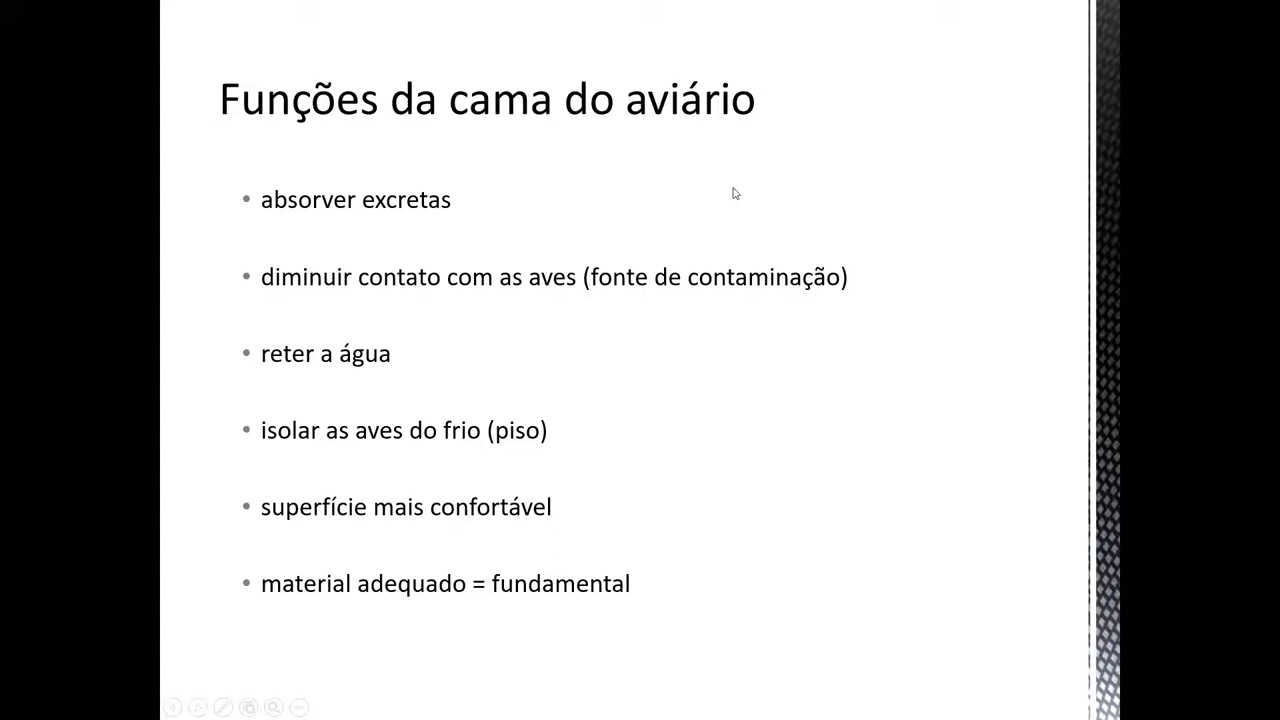 Funções da cama do aviário
• absorver excretas
• diminuir contato com as aves (fonte de contaminação)
• reter a água
• isolar as aves do frio (piso)
• superfície mais confortável
• material adequado = fundamental